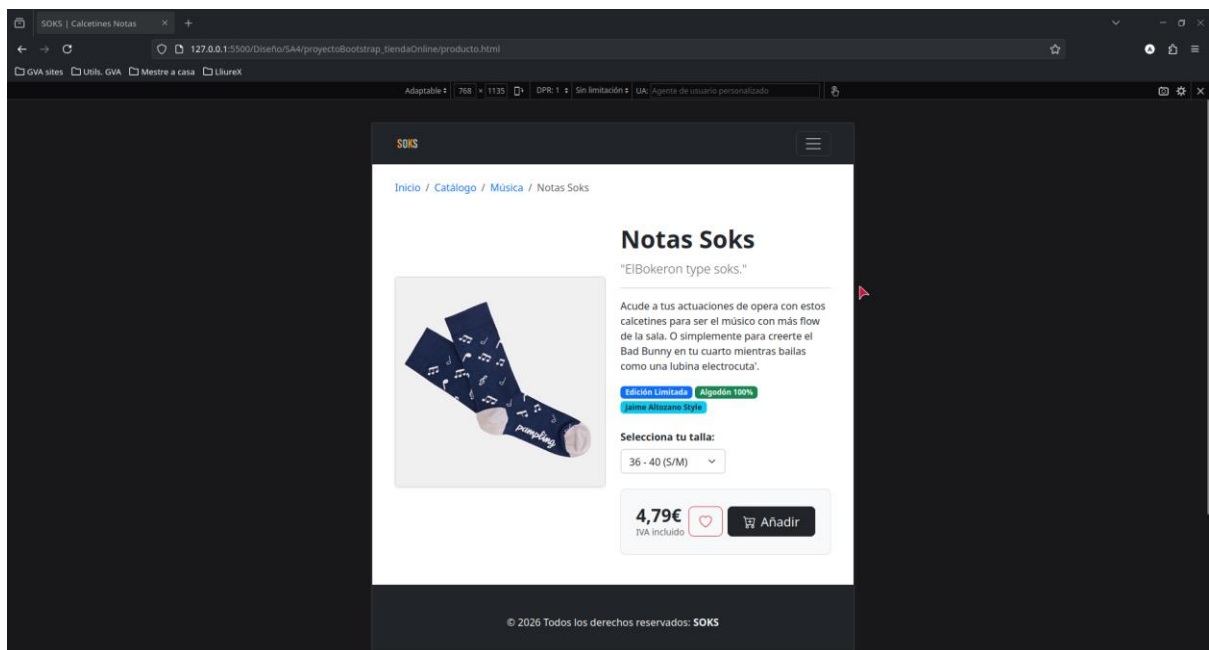 SOKS | Calcetines Notas
127.0.0.1:5500/Diseño/SA4/proyectoBootstrap_tiendaOnline/producto.html
GVA sites Utils. GVA Mestre a casa LliureX
Adaptable 768 × 1135 DPR: 1 Sin limitación UA: Agente de usuario personalizado
SOKS
Inicio / Catálogo / Música / Notas Soks
Notas Soks
"ElBokeron type soks."
Acude a tus actuaciones de opera con estos
calcetines para ser el músico con más flow
de la sala. O simplemente para creerte el
Bad Bunny en tu cuarto mientras bailas
como una lubina electrocuta'.
Edición Limitada Algodón 100%
Jaime Altozano Style
pampling
Selecciona tu talla:
36 - 40 (S/M)
4,79€
IVA incluido
Añadir
© 2026 Todos los derechos reservados: SOKS